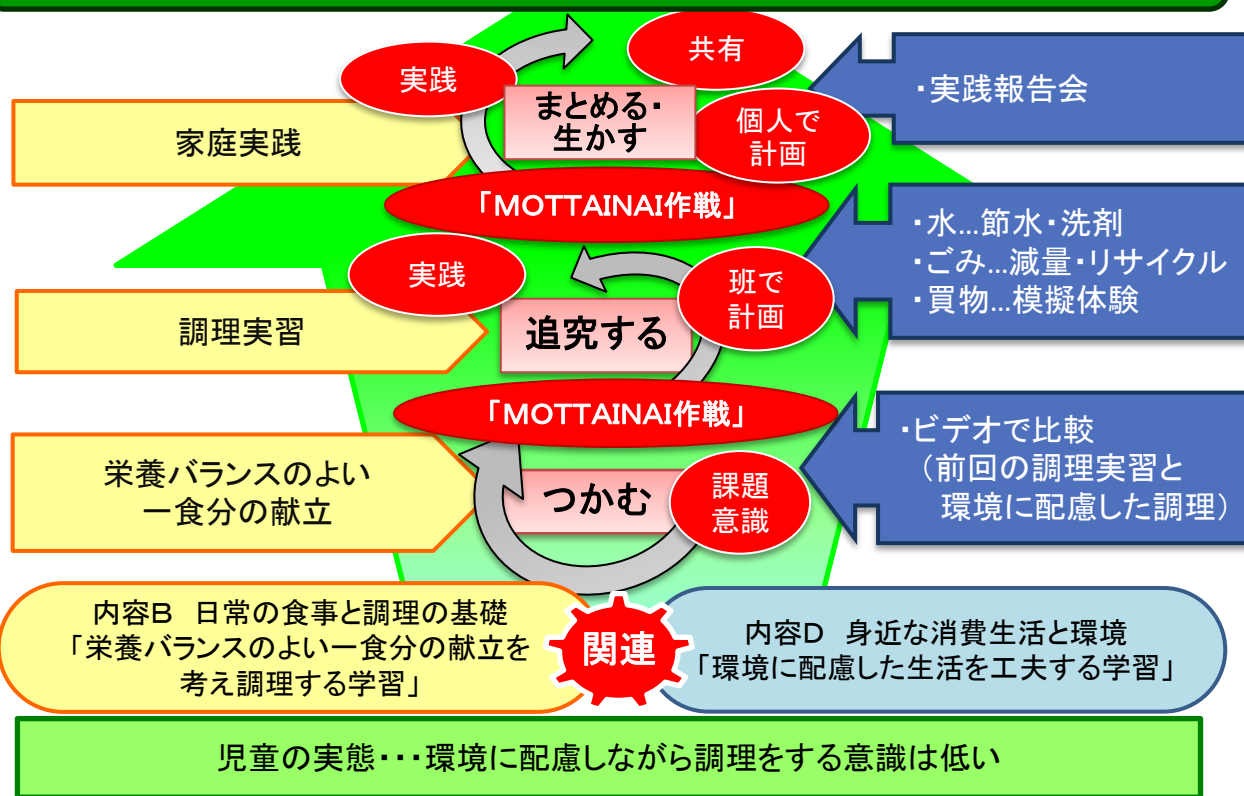 共有
実践
まとめる・
生かす
個人で
計画
・実践報告会
家庭実践
「MOTTAINAI作戦」
・水…節水・洗剤
・ごみ…減量・リサイクル
・買物…模擬体験
実践
班で
計画
追究する
調理実習
「MOTTAINAI作戦」
・ビデオで比較
（前回の調理実習と
環境に配慮した調理）
栄養バランスのよい
一食分の献立
つかむ
課題
意識
内容Ｂ　日常の食事と調理の基礎
「栄養バランスのよい一食分の献立を
考え調理する学習」
関連
内容Ｄ　身近な消費生活と環境
「環境に配慮した生活を工夫する学習」
児童の実態・・・環境に配慮しながら調理をする意識は低い